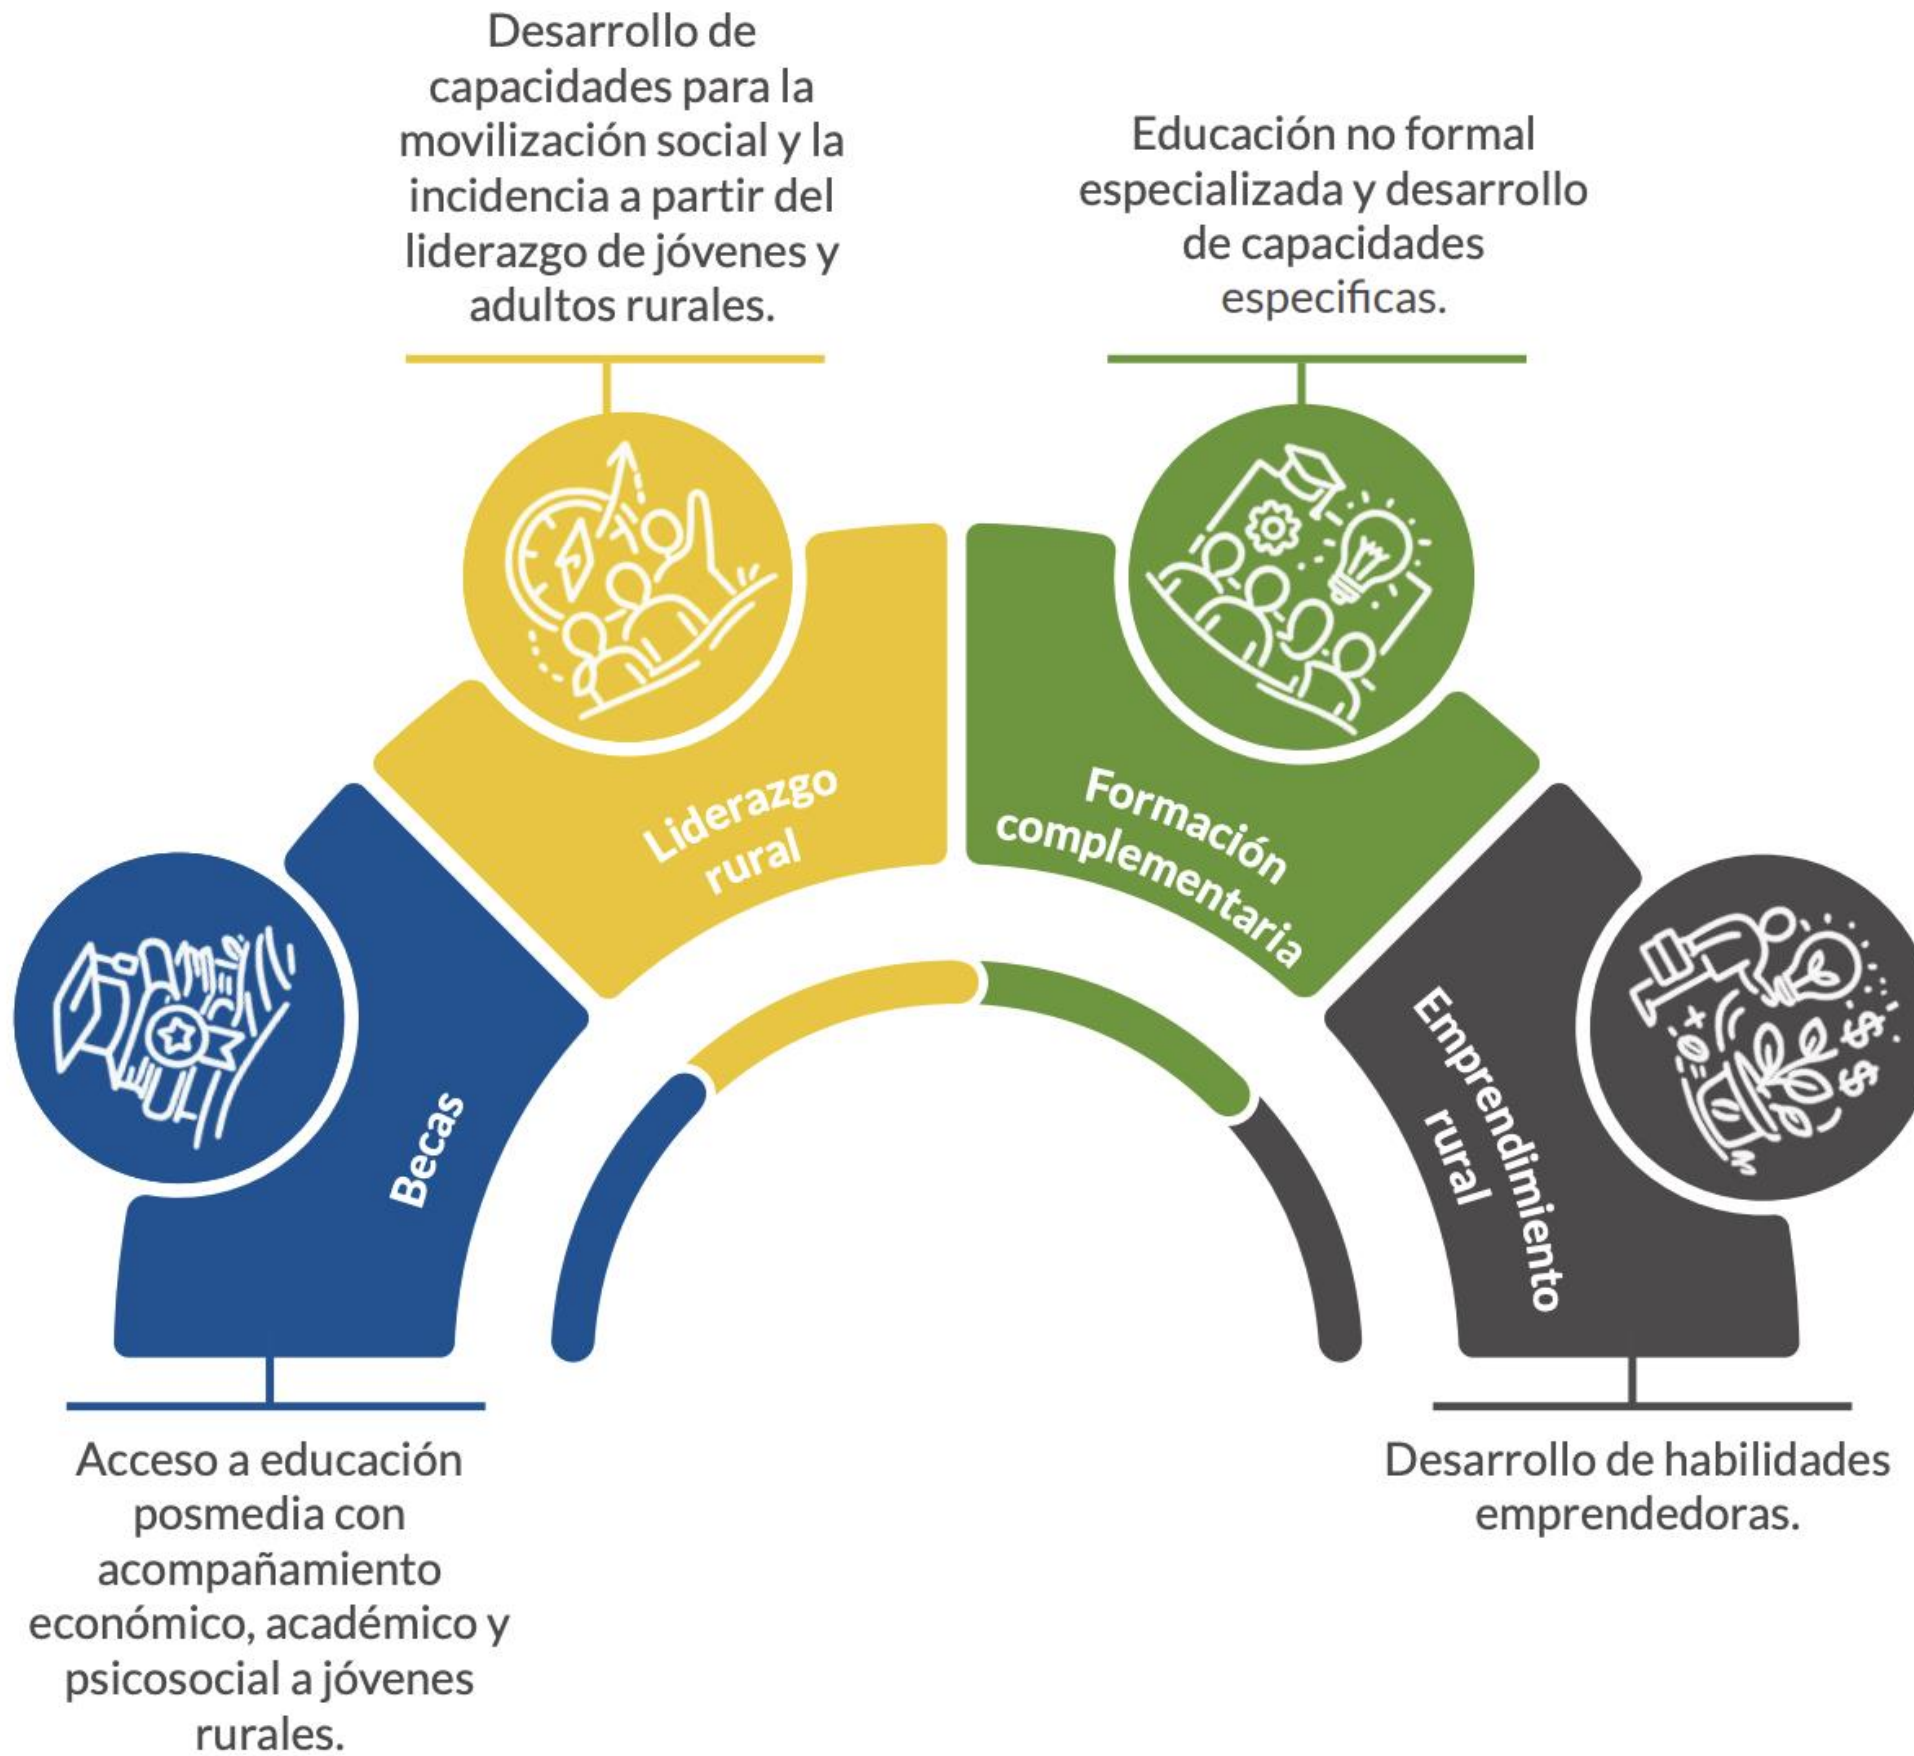 Desarrollo de
capacidades para la
movilización social y la
incidencia a partir del
liderazgo de jóvenes y
adultos rurales.
Educación no formal
especializada y desarrollo
de capacidades
especificas.
Liderazgo
rural
Formación
complementaria
Becas
Emprendimiento
rural
Acceso a educación
posmedia con
acompañamiento
económico, académico y
psicosocial a jóvenes
rurales.
Desarrollo de habilidades
emprendedoras.